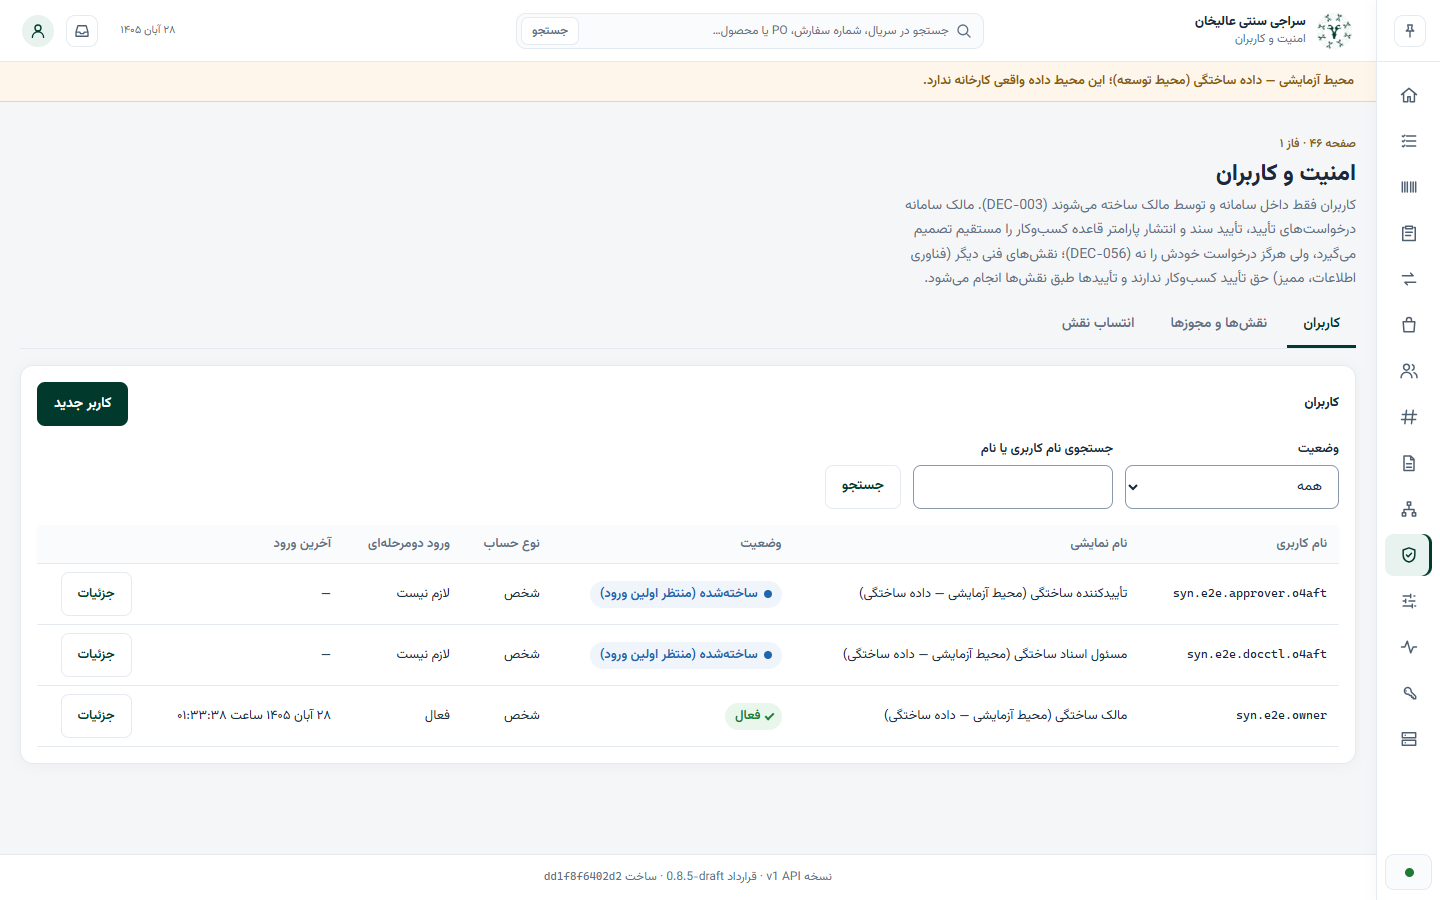 سراجی سنتی عالیخان
امنیت و کاربران
جستجو در سریال، شماره سفارش، PO یا محصول...
جستجو
۲۸ آبان ۱۴۰۵
محیط آزمایشی — داده ساختگی (محیط توسعه)؛ این محیط داده واقعی کارخانه ندارد.
صفحه ۴۶ · فاز ۱
امنیت و کاربران
کاربران فقط داخل سامانه و توسط مالک ساخته می‌شوند (DEC-003). مالک سامانه
درخواست‌های تأیید، تأیید سند و انتشار پارامتر قاعده کسب‌وکار را مستقیم تصمیم
می‌گیرد، ولی هرگز درخواست خودش را نه (DEC-056)؛ نقش‌های فنی دیگر (فناوری
اطلاعات، ممیز) حق تأیید کسب‌وکار ندارند و تأییدها طبق نقش‌ها انجام می‌شود.
کاربران
نقش‌ها و مجوزها
انتساب نقش
کاربران
کاربر جدید
وضعیت
جستجوی نام کاربری یا نام
همه
جستجو
نام کاربری نام نمایشی وضعیت نوع حساب ورود دومرحله‌ای آخرین ورود
syn.e2e.approver.o4aft تأییدکننده ساختگی (محیط آزمایشی — داده ساختگی) ساخته‌شده (منتظر اولین ورود) شخص لازم نیست — جزئیات
syn.e2e.docctl.o4aft مسئول اسناد ساختگی (محیط آزمایشی — داده ساختگی) ساخته‌شده (منتظر اولین ورود) شخص لازم نیست — جزئیات
syn.e2e.owner مالک ساختگی (محیط آزمایشی — داده ساختگی) فعال شخص فعال ۲۸ آبان ۱۴۰۵ ساعت ۰۱:۳۳:۳۸ جزئیات
نسخه API v1 · قرارداد 0.8.5-draft · ساخت dd1f8f6402d2